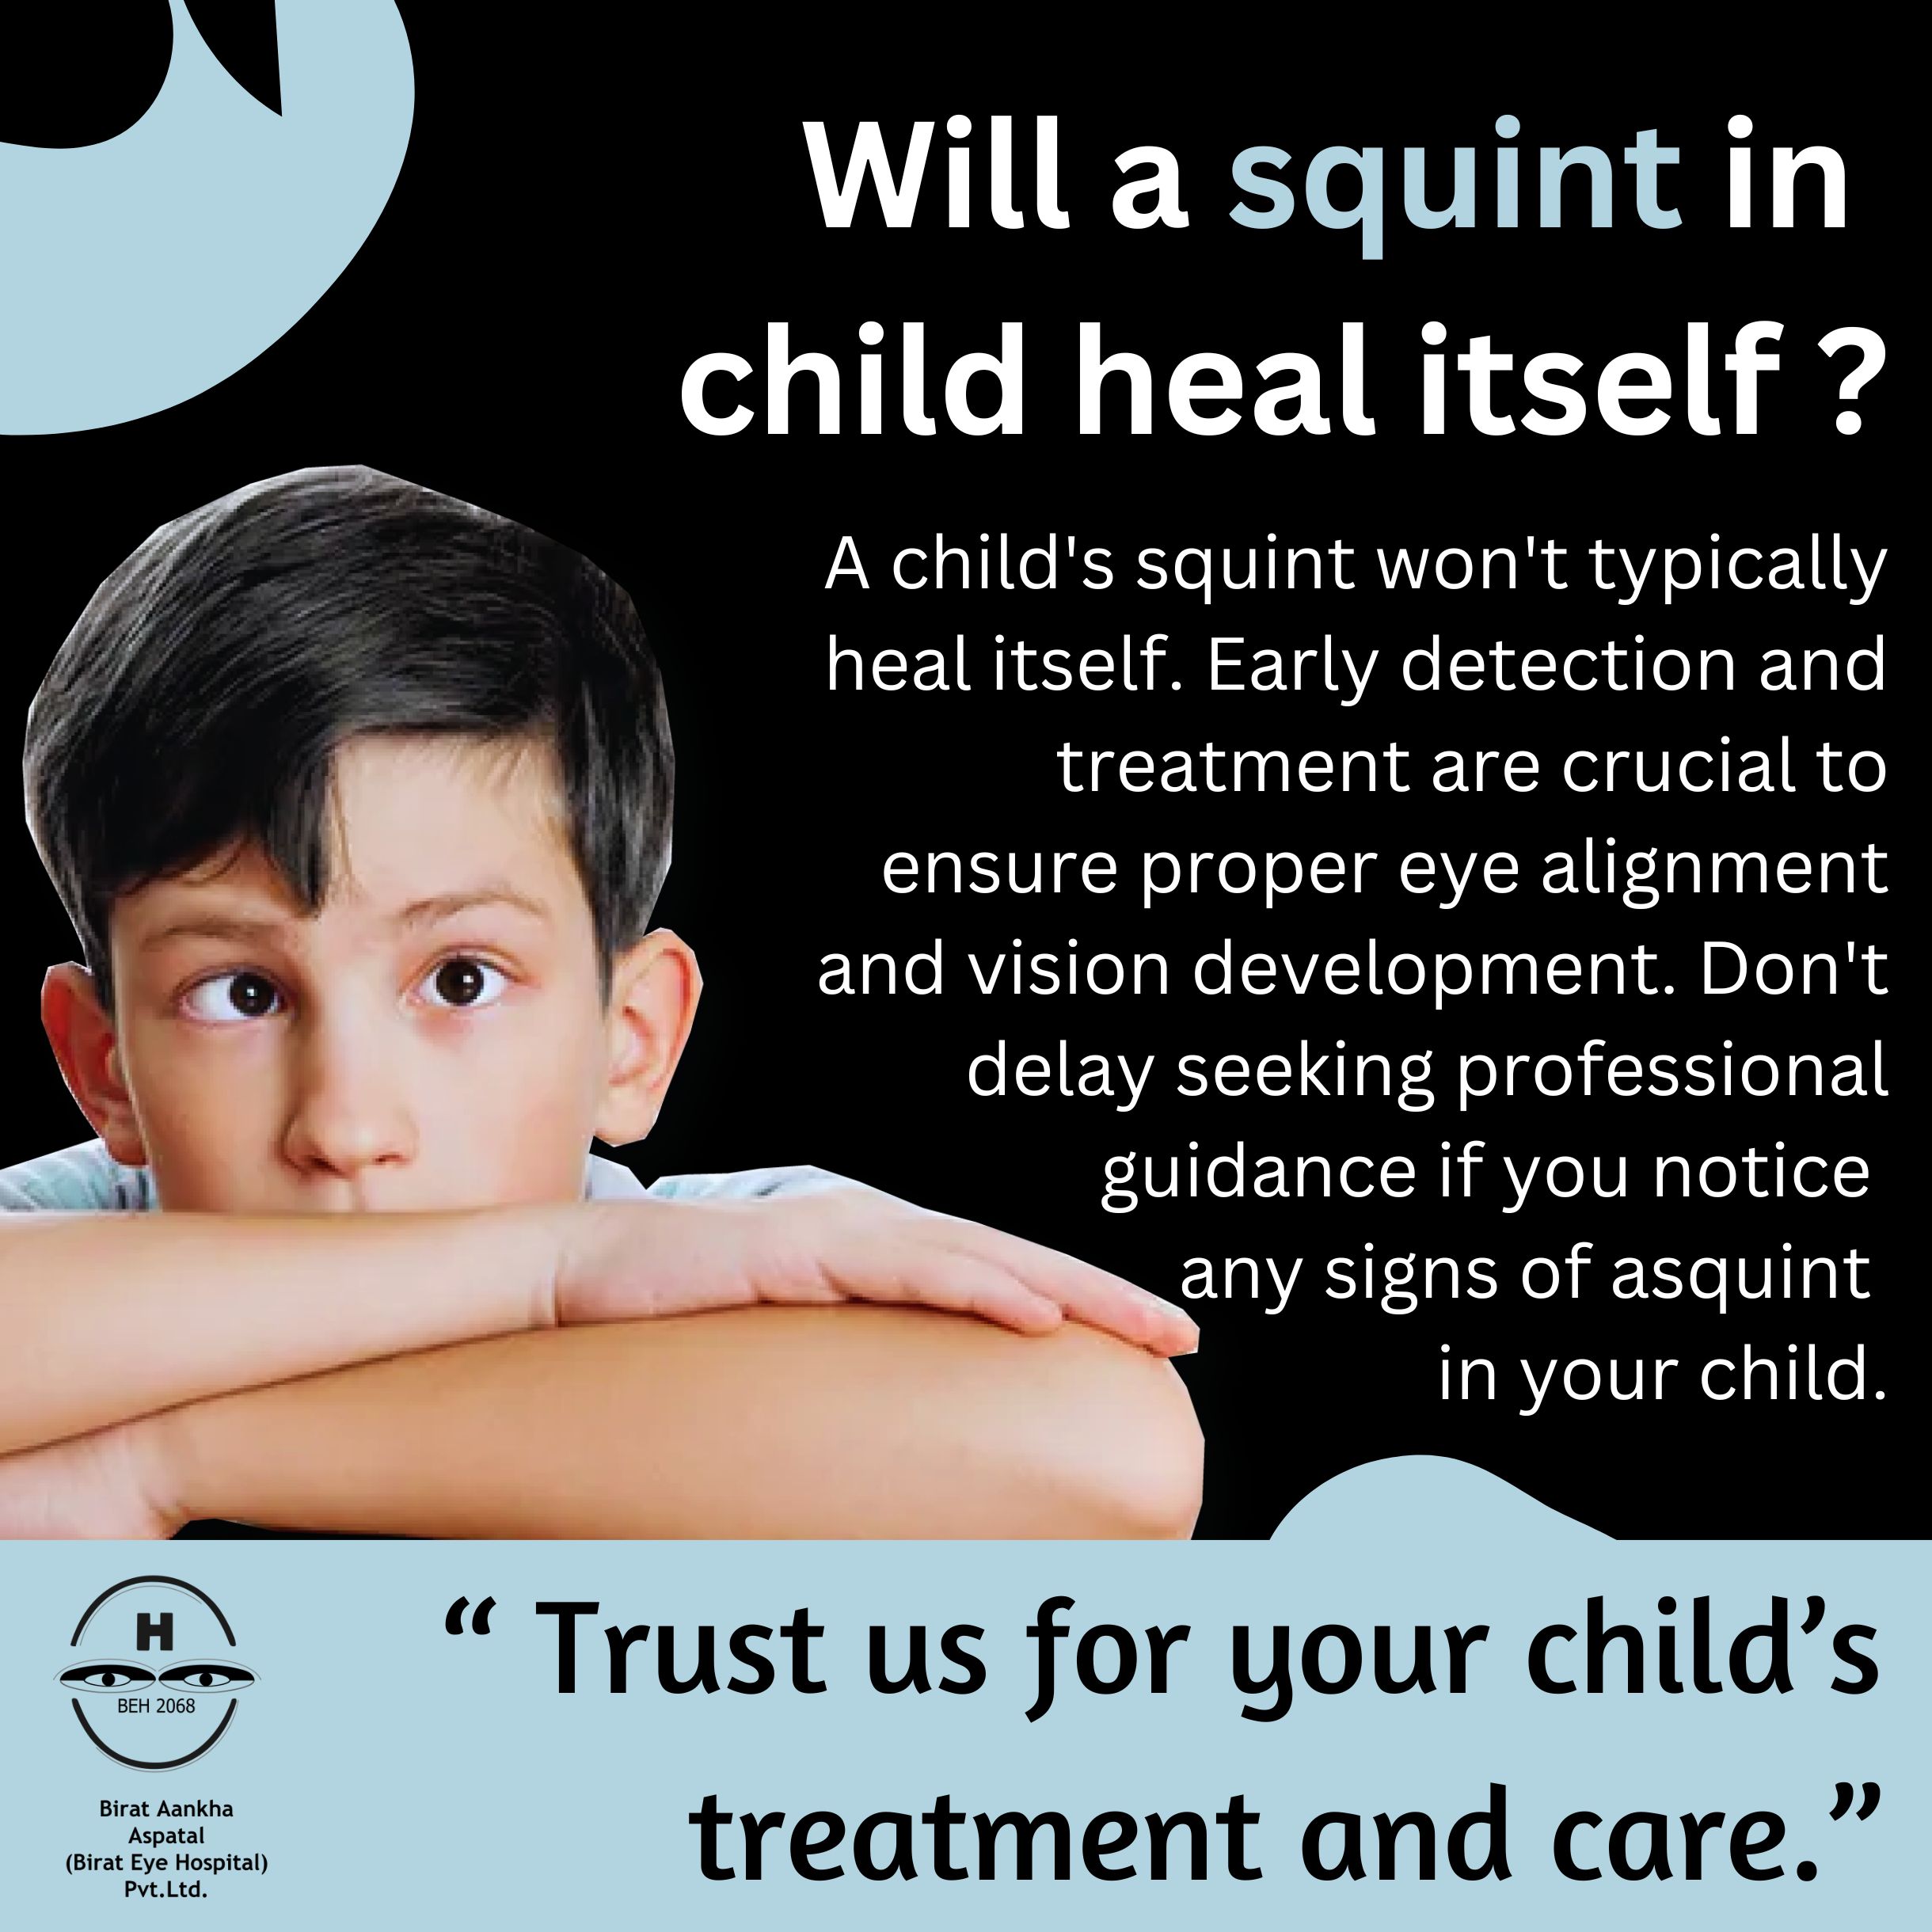 Will a squint in
child heal itself ?
A child's squint won't typically
heal itself. Early detection and
treatment are crucial to
ensure proper eye alignment
and vision development. Don't
delay seeking professional
guidance if you notice
any signs of asquint
in your child.
H
BEH 2068
Birat Aankha
Aspatal
(Birat Eye Hospital)
Pvt.Ltd.
“ Trust us for your child’s
treatment and care.”